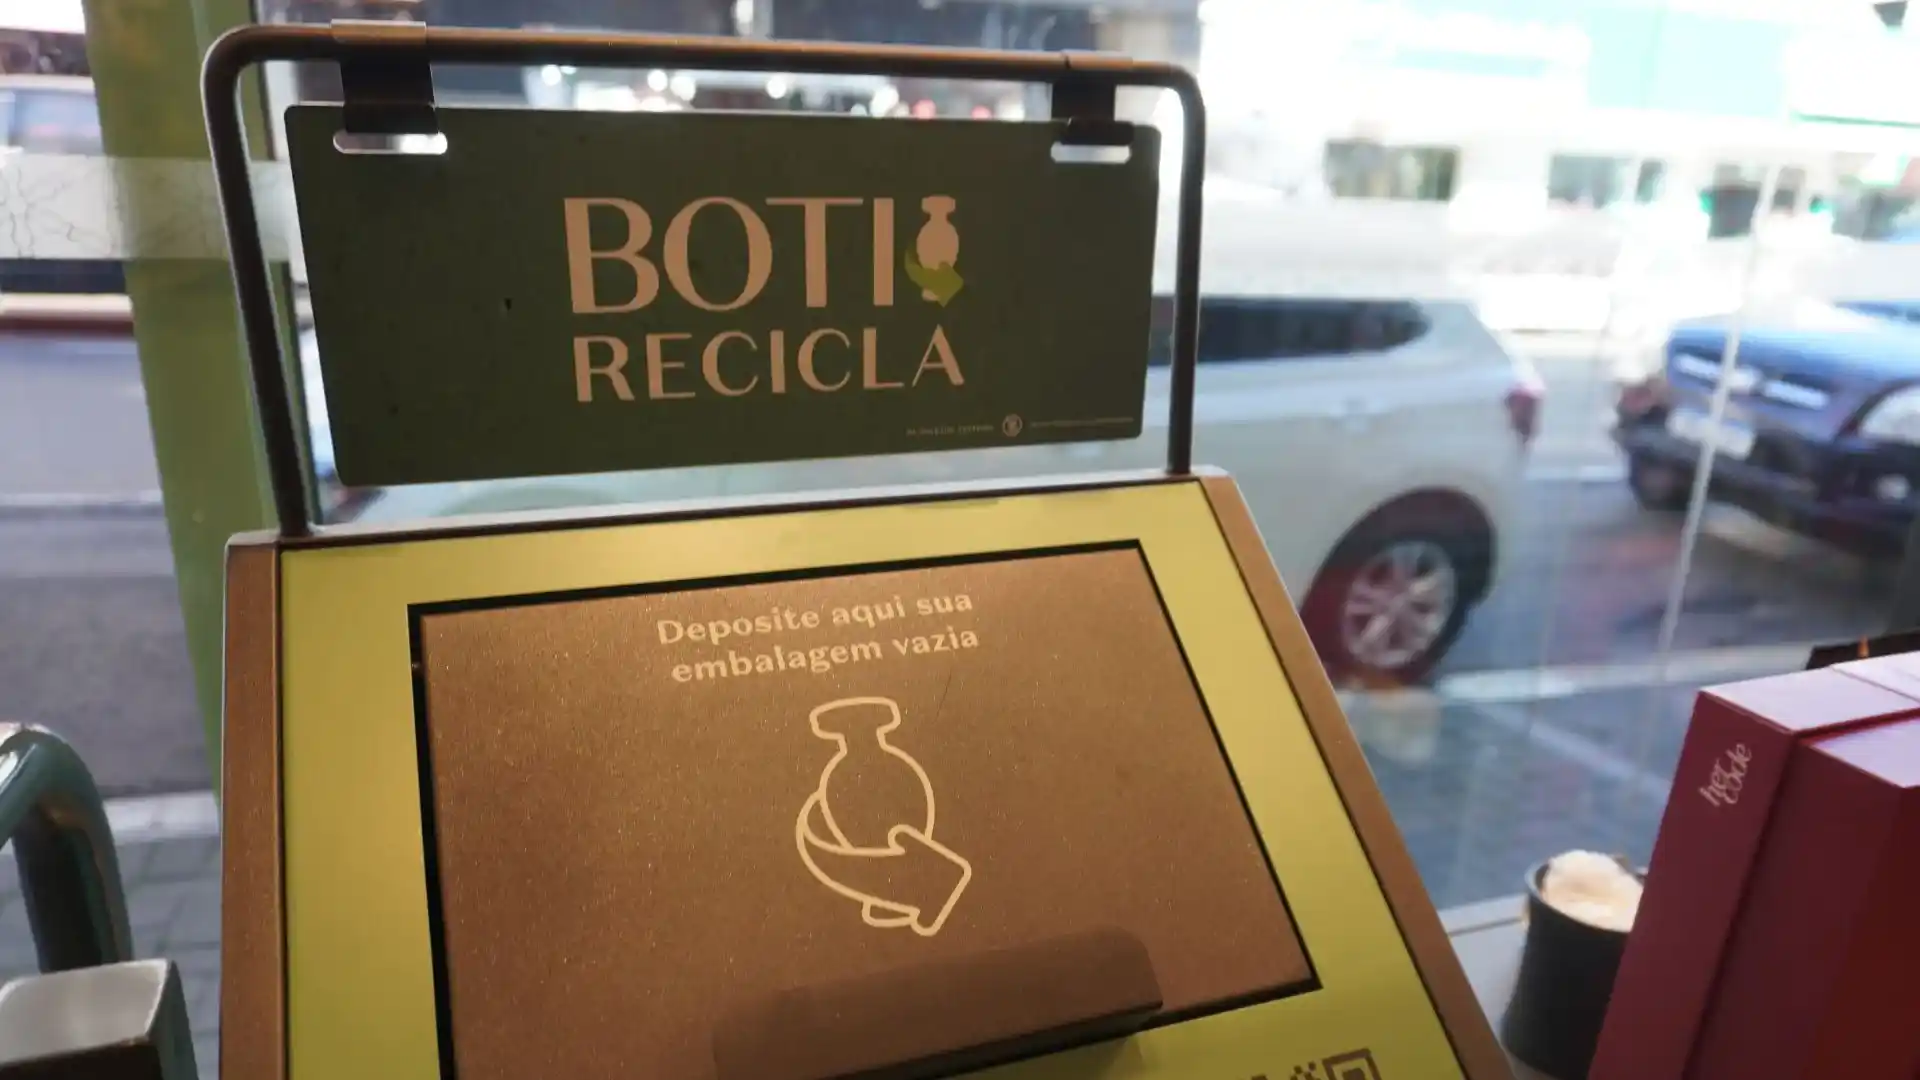 BOTI
RECICLA
Deposite aqui sua
embalagem vazia
her
code